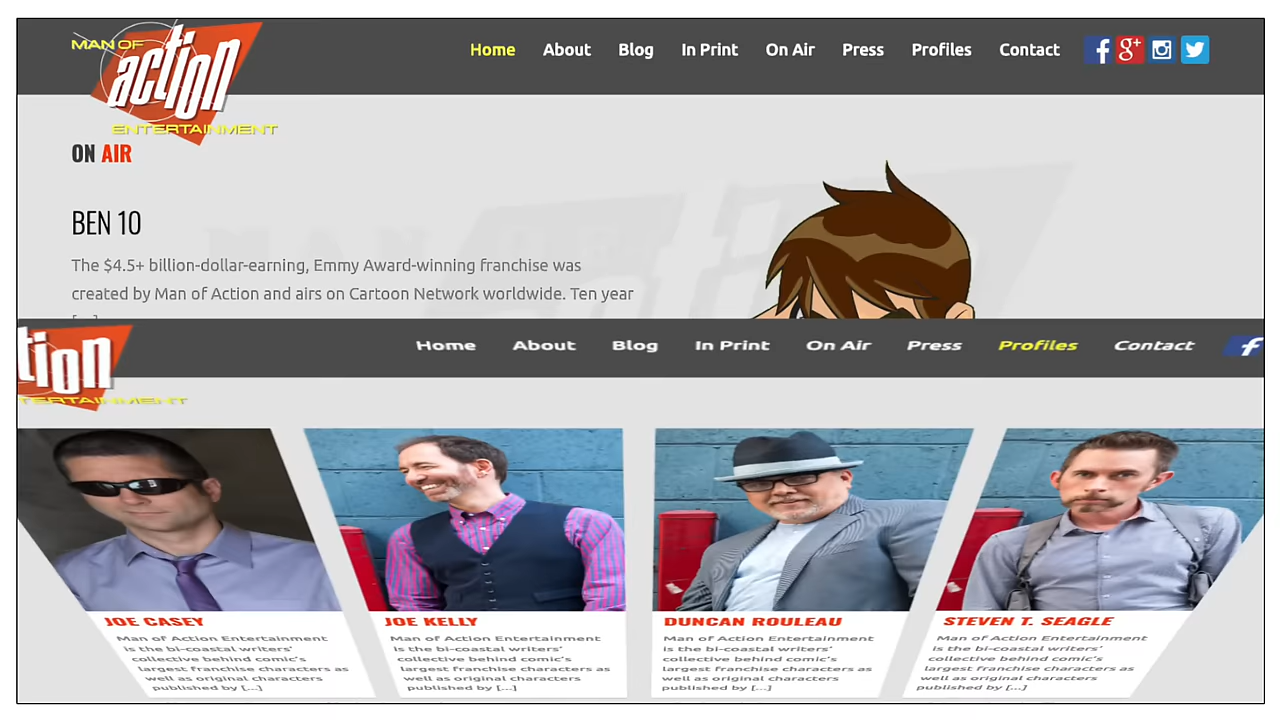 MAN OF
action
ENTERTAINMENT
Home About Blog In Print On Air Press Profiles Contact
ON AIR
BEN 10
The $4.5+ billion-dollar-earning, Emmy Award-winning franchise was
created by Man of Action and airs on Cartoon Network worldwide. Ten year
[...]
tion
TERTAINMENT
Home About Blog In Print On Air Press Profiles Contact
JOE CASEY
Man of Action Entertainment
is the bi-coastal writers'
collective behind comic's
largest franchise characters as
well as original characters
published by [...]
JOE KELLY
Man of Action Entertainment
is the bi-coastal writers'
collective behind comic's
largest franchise characters as
well as original characters
published by [...]
DUNCAN ROULEAU
Man of Action Entertainment
is the bi-coastal writers'
collective behind comic's
largest franchise characters as
well as original characters
published by [...]
STEVEN T. SEAGLE
Man of Action Entertainment
is the bi-coastal writers'
collective behind comic's
largest franchise characters as
well as original characters
published by [...]